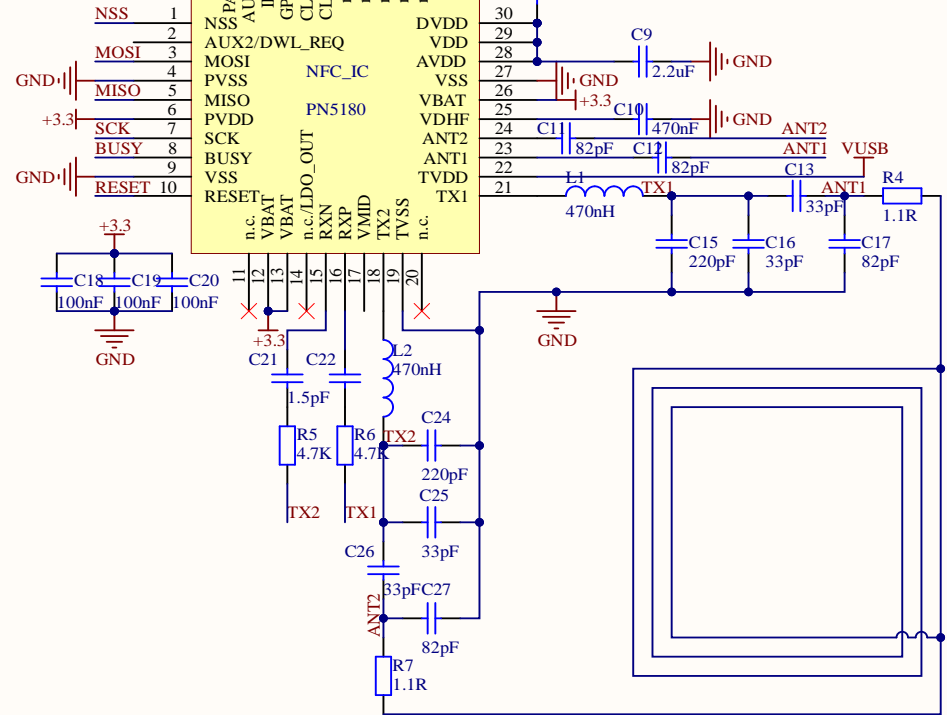 NSS 1 NSS
2 AUX2/DWL_REQ
MOSI 3 MOSI
GND 4 PVSS
MISO 5 MISO
+3.3 6 PVDD
SCK 7 SCK
BUSY 8 BUSY
GND 9 VSS
RESET 10 RESET
NFC_IC
PN5180
DVDD 30
VDD 29
AVDD 28
VSS 27 GND
VBAT 26 +3.3
VDHF 25
ANT2 24
ANT1 23
TVDD 22
TX1 21
C9
2.2uF GND
C10
470nF GND
C11
82pF ANT2
C12
82pF ANT1
VUSB
L1
470nH
TX1
C13
33pF
ANT1
R4
1.1R
C15
220pF
C16
33pF
C17
82pF
GND
n.c. 11
VBAT 12
VBAT 13
n.c./LDO_OUT 14
RXN 15
RXP 16
VMID 17
TX2 18
TVSS 19
n.c. 20
+3.3
C18
100nF
C19
100nF
C20
100nF
GND
+3.3
C21
1.5pF
C22
R5
4.7K
R6
4.7K
TX2
TX1
L2
470nH
TX2
C24
220pF
C25
33pF
C26
33pF
C27
82pF
ANT2
R7
1.1R